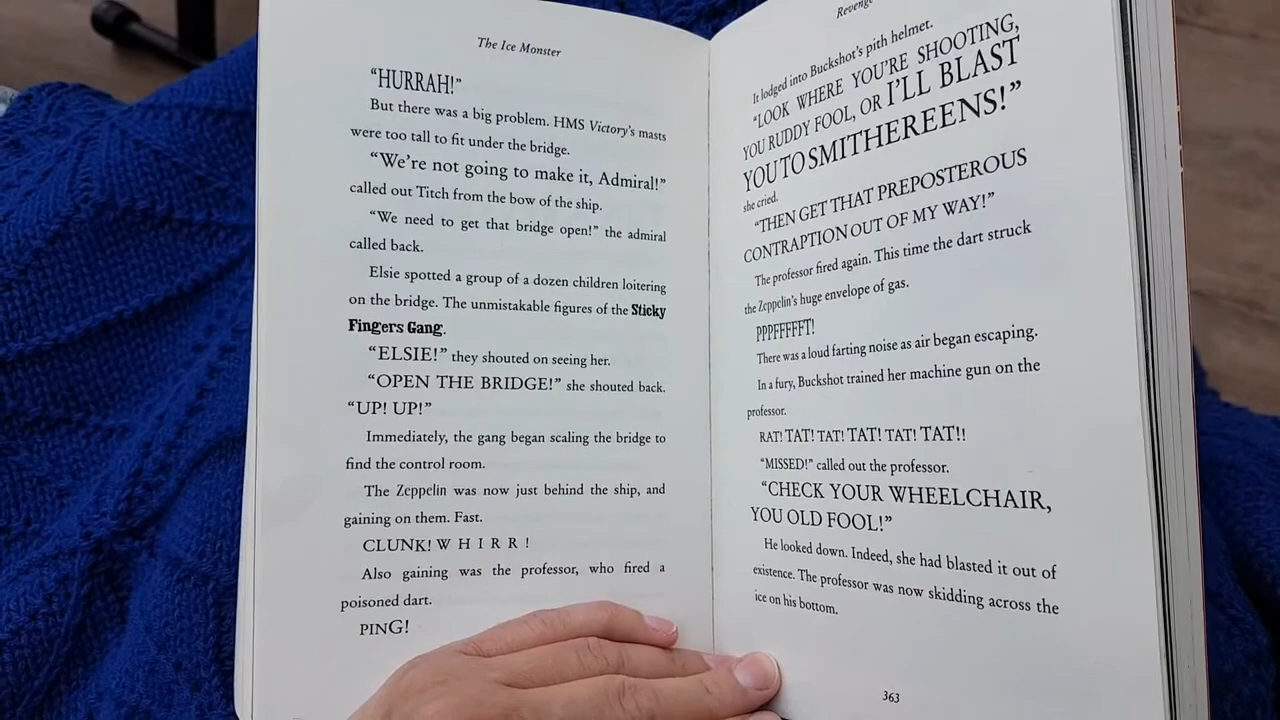 The Ice Monster
"HURRAH!"
But there was a big problem. HMS Victory's masts
were too tall to fit under the bridge.
"We're not going to make it, Admiral!"
called out Titch from the bow of the ship.
"We need to get that bridge open!" the admiral
called back.
Elsie spotted a group of a dozen children loitering
on the bridge. The unmistakable figures of the Sticky
Fingers Gang.
"ELSIE!" they shouted on seeing her.
"OPEN THE BRIDGE!" she shouted back.
"UP! UP!"
Immediately, the gang began scaling the bridge to
find the control room.
The Zeppelin was now just behind the ship, and
gaining on them. Fast.
CLUNK! W H I R R !
Also gaining was the professor, who fired a
poisoned dart.
PING!
Revenge
It lodged into Buckshot's pith helmet.
"LOOK WHERE YOU'RE SHOOTING,
YOU RUDDY FOOL, OR I'LL BLAST
YOU TO SMITHEREENS!"
she cried.
"THEN GET THAT PREPOSTEROUS
CONTRAPTION OUT OF MY WAY!"
The professor fired again. This time the dart struck
the Zeppelin's huge envelope of gas.
PPPFFFFFT!
There was a loud farting noise as air began escaping.
In a fury, Buckshot trained her machine gun on the
professor.
RAT! TAT! TAT! TAT! TAT! TAT!!
"MISSED!" called out the professor.
"CHECK YOUR WHEELCHAIR,
YOU OLD FOOL!"
He looked down. Indeed, she had blasted it out of
existence. The professor was now skidding across the
ice on his bottom.
363